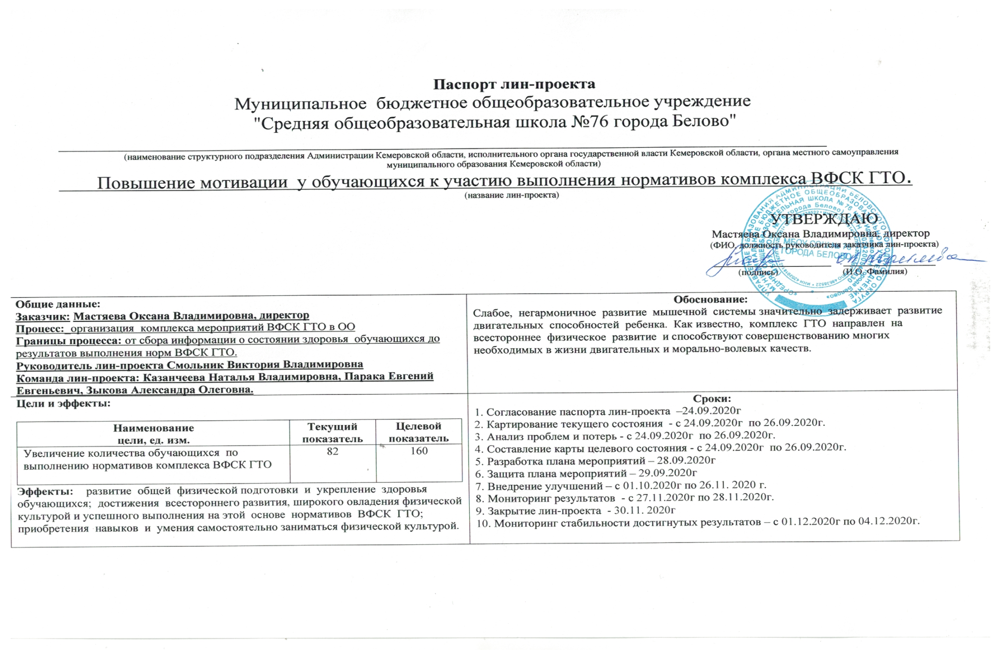 Паспорт лин-проекта
Муниципальное бюджетное общеобразовательное учреждение
"Средняя общеобразовательная школа №76 города Белово"
(наименование структурного подразделения Администрации Кемеровской области, исполнительного органа государственной власти Кемеровской области, органа местного самоуправления
муниципального образования Кемеровской области)
Повышение мотивации у обучающихся к участию выполнения нормативов комплекса ВФСК ГТО.
(название лин-проекта)
УТВЕРЖДАЮ
Мастяева Оксана Владимировна, директор
(ФИО, должность руководителя заказчика лин-проекта)
(подпись) (И.О. Фамилия)
МБОУ СОШ № 76
ГОРОДА БЕЛОВО
Общие данные:
Заказчик: Мастяева Оксана Владимировна, директор
Процесс: организация комплекса мероприятий ВФСК ГТО в ОО
Границы процесса: от сбора информации о состоянии здоровья обучающихся до
результатов выполнения норм ВФСК ГТО.
Руководитель лин-проекта Смольник Виктория Владимировна
Команда лин-проекта: Казанчеева Наталья Владимировна, Парака Евгений
Евгеньевич, Зыкова Александра Олеговна.
Обоснование:
Слабое, негармоничное развитие мышечной системы значительно задерживает развитие
двигательных способностей ребенка. Как известно, комплекс ГТО направлен на
всестороннее физическое развитие и способствуют совершенствованию многих
необходимых в жизни двигательных и морально-волевых качеств.
Цели и эффекты:
Наименование
цели, ед. изм.
Текущий
показатель
Целевой
показатель
Увеличение количества обучающихся по
выполнению нормативов комплекса ВФСК ГТО
82
160
Эффекты: развитие общей физической подготовки и укрепление здоровья
обучающихся; достижения всестороннего развития, широкого овладения физической
культурой и успешного выполнения на этой основе нормативов ВФСК ГТО;
приобретения навыков и умения самостоятельно заниматься физической культурой.
Сроки:
1. Согласование паспорта лин-проекта –24.09.2020г
2. Картирование текущего состояния - с 24.09.2020г по 26.09.2020г.
3. Анализ проблем и потерь - с 24.09.2020г по 26.09.2020г.
4. Составление карты целевого состояния - с 24.09.2020г по 26.09.2020г.
5. Разработка плана мероприятий – 28.09.2020г
6. Защита плана мероприятий – 29.09.2020г
7. Внедрение улучшений – с 01.10.2020г по 26.11. 2020 г.
8. Мониторинг результатов - с 27.11.2020г по 28.11.2020г.
9. Закрытие лин-проекта - 30.11. 2020г
10. Мониторинг стабильности достигнутых результатов – с 01.12.2020г по 04.12.2020г.